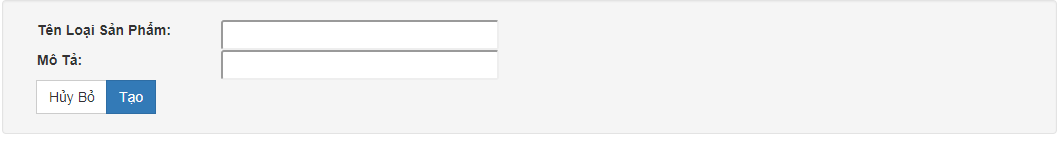 Tên Loại Sản Phẩm:
Mô Tả:
Hủy Bỏ Tạo